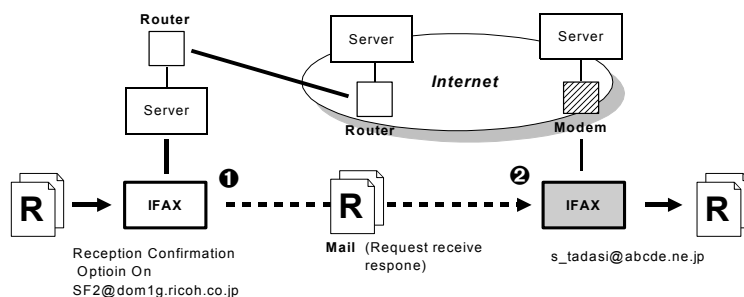 Router
Server
Server
Server
Internet
Router
Modem
❶
❷
R
IFAX
R
IFAX
R
Mail (Request receive
respone)
Reception Confirmation
Optioin On
SF2@dom1g.ricoh.co.jp
s_tadasi@abcde.ne.jp